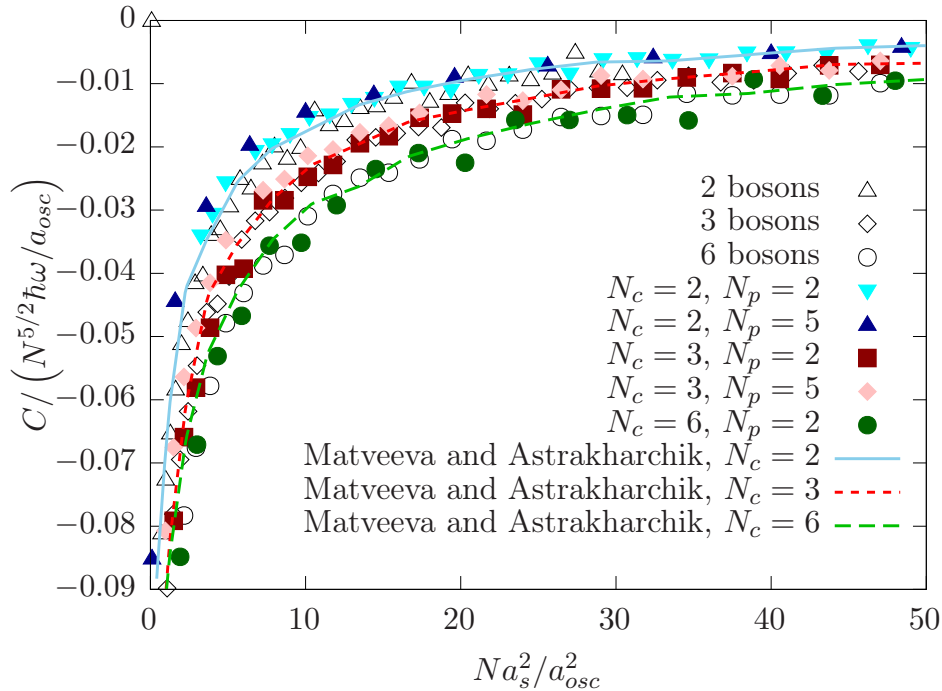 0
−0.01
−0.02
−0.03
−0.04
−0.05
−0.06
−0.07
−0.08
−0.09
C/(N^{5/2}ħω/a_{osc})
2 bosons
3 bosons
6 bosons
N_c = 2, N_p = 2
N_c = 2, N_p = 5
N_c = 3, N_p = 2
N_c = 3, N_p = 5
N_c = 6, N_p = 2
Matveeva and Astrakharchik, N_c = 2
Matveeva and Astrakharchik, N_c = 3
Matveeva and Astrakharchik, N_c = 6
0 10 20 30 40 50
Na_s^2/a_{osc}^2